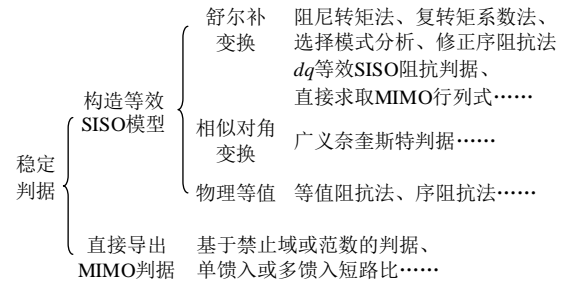 稳定
判据
构造等效
SISO模型
舒尔补
变换
阻尼转矩法、复转矩系数法、
选择模式分析、修正序阻抗法
dq等效SISO阻抗判据、
直接求取MIMO行列式……
相似对角
变换
广义奈奎斯特判据……
物理等值
等值阻抗法、序阻抗法……
直接导出
MIMO判据
基于禁止域或范数的判据、
单馈入或多馈入短路比……